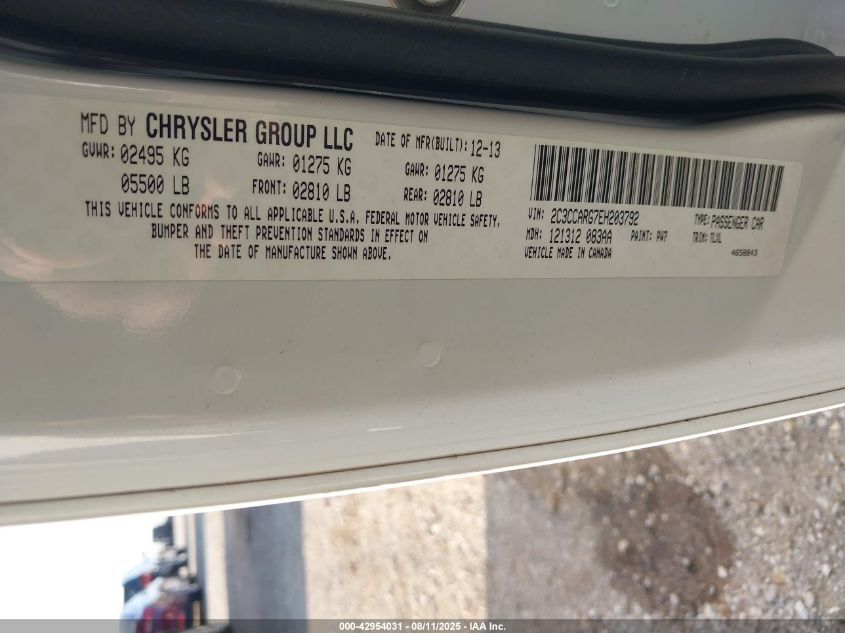 MFD BY CHRYSLER GROUP LLC DATE OF MFR(BUILT): 12-13
GVWR: 02495 KG GAWR: 01275 KG GAWR: 01275 KG
05500 LB FRONT: 02810 LB REAR: 02810 LB
THIS VEHICLE CONFORMS TO ALL APPLICABLE U.S.A. FEDERAL MOTOR VEHICLE SAFETY,
BUMPER AND THEFT PREVENTION STANDARDS IN EFFECT ON
THE DATE OF MANUFACTURE SHOWN ABOVE.
VIN: 2C3CCARG7EH203792 TYPE: PASSENGER CAR
MDH: 121312 083AA PAINT: PW7 TRIM: TLXL
VEHICLE MADE IN CANADA 4658843
000-42954031 - 08/11/2025 - IAA Inc.